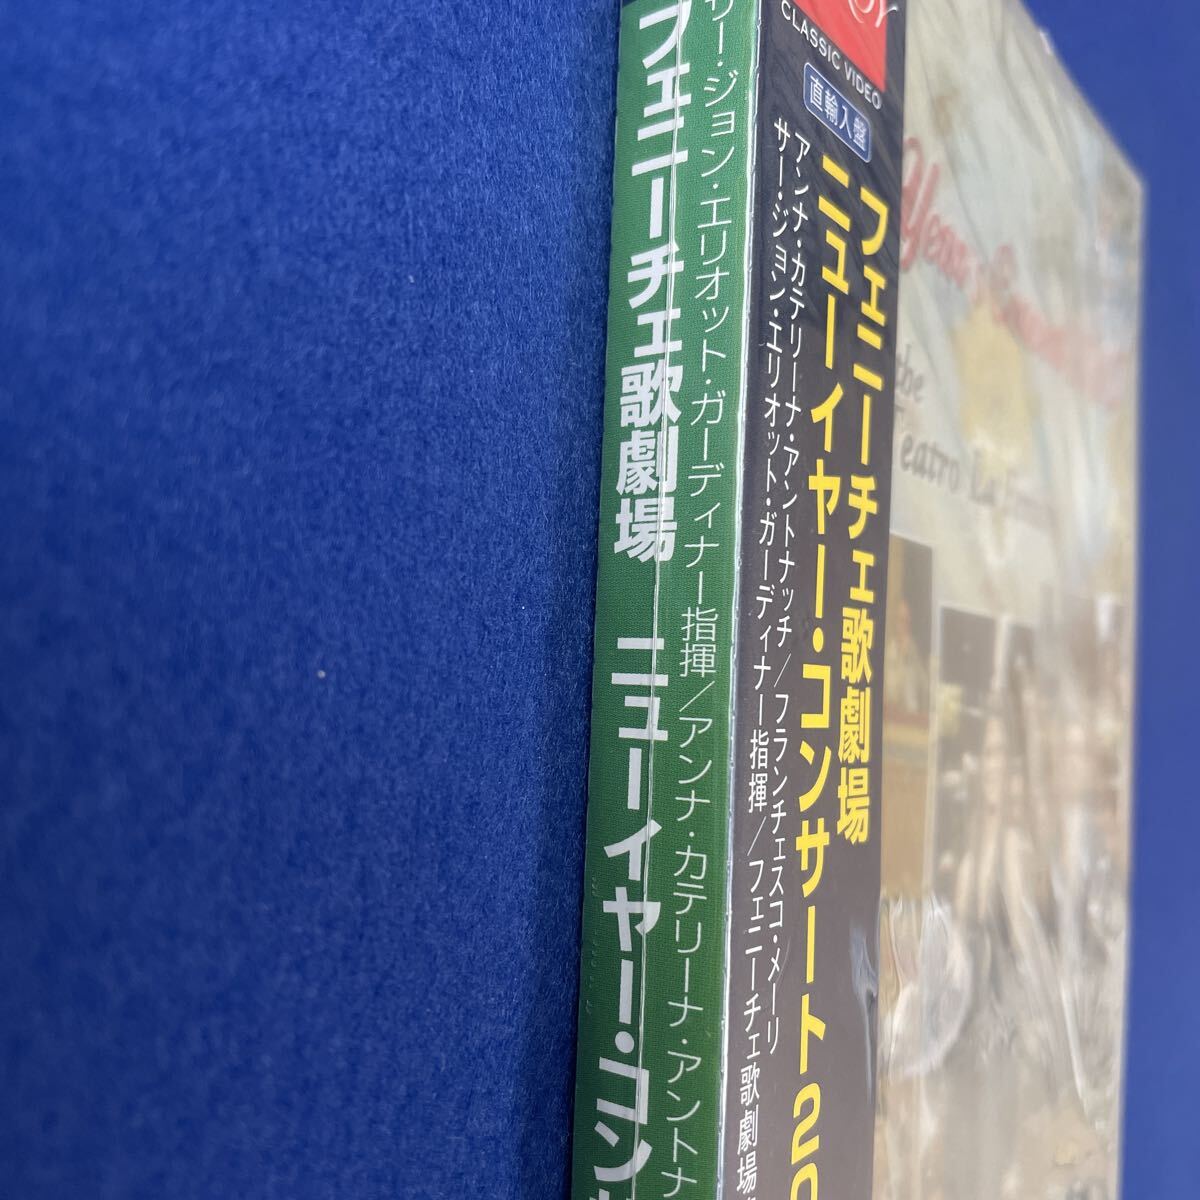 フェニーチェ歌劇場 ニューイヤー・コン
サー・ジョン・エリオット・ガーディナー指揮/アンナ・カテリーナ・アントナ
CLASSIC VIDEO
直輸入盤
フェニーチェ歌劇場
ニューイヤー・コンサート20
アンナ・カテリーナ・アントナッチ/フランチェスコ・メーリ
サー・ジョン・エリオット・ガーディナー指揮/フェニーチェ歌劇場
Year's
the
Teatro La